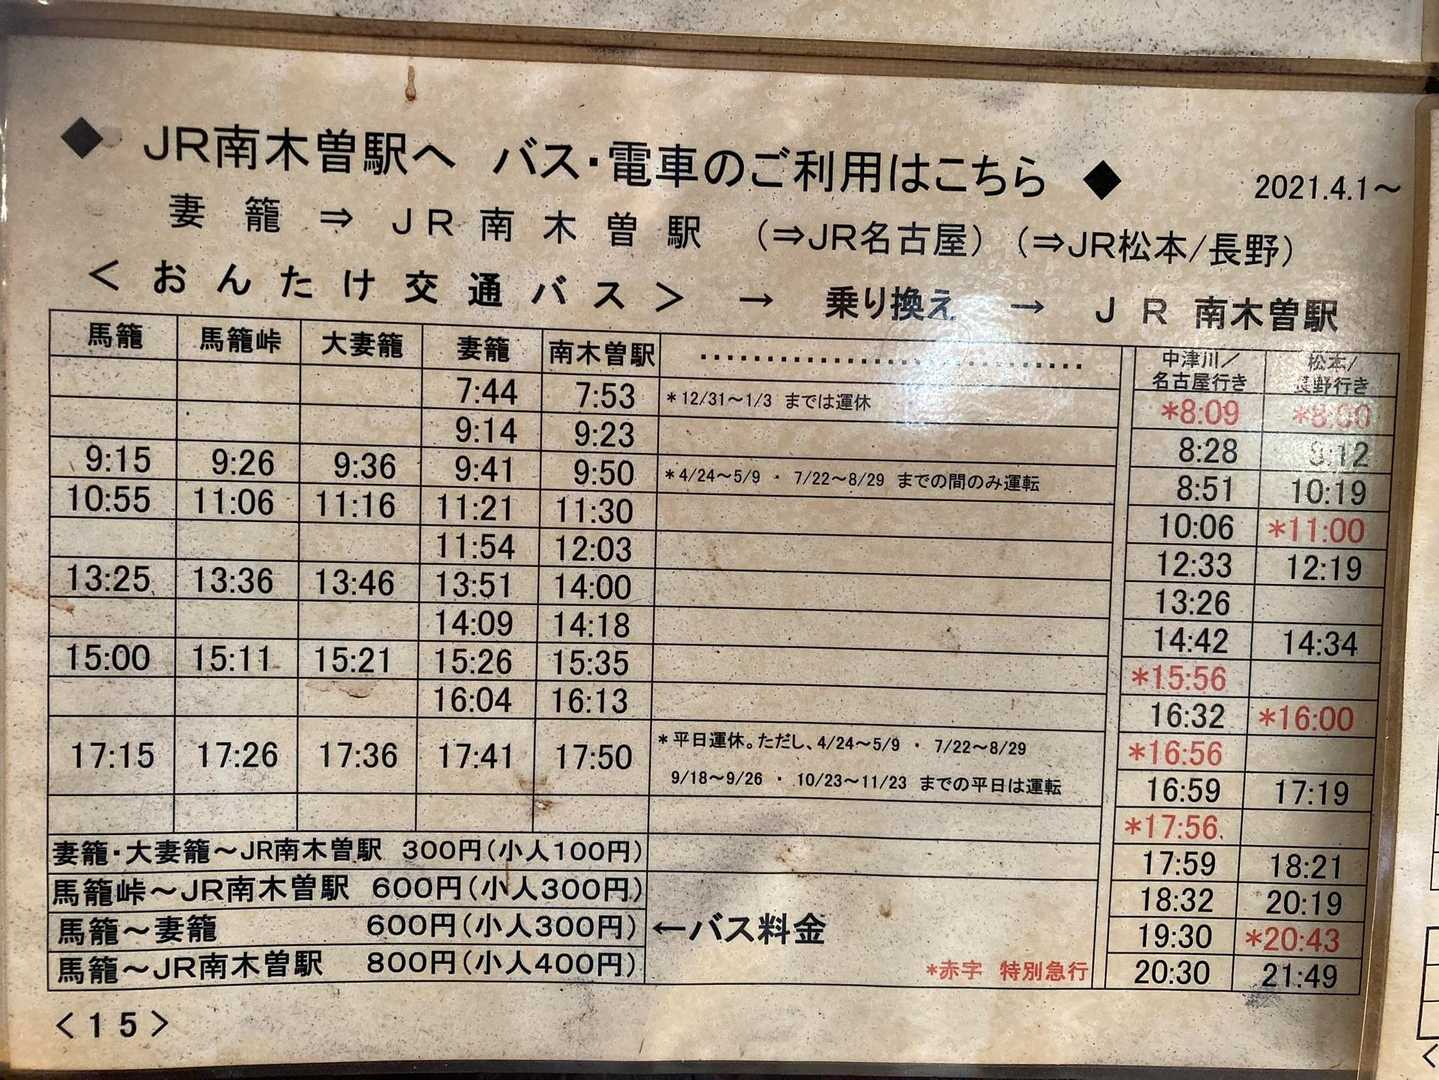 ◆ JR南木曽駅へ バス・電車のご利用はこちら ◆ 2021.4.1～
妻籠 ⇒ JR南木曽駅 (⇒JR名古屋) (⇒JR松本/長野)
＜おんたけ交通バス＞ → 乗り換え → JR 南木曽駅
馬籠 馬籠峠 大妻籠 妻籠 南木曽駅 ・・・・・・・・・・・・・・・・・・・・・・・・・・・・・・
7:44 7:53 *12/31～1/3 までは運休
9:14 9:23
9:15 9:26 9:36 9:41 9:50 *4/24～5/9 ・ 7/22～8/29 までの間のみ運転
10:55 11:06 11:16 11:21 11:30
11:54 12:03
13:25 13:36 13:46 13:51 14:00
14:09 14:18
15:00 15:11 15:21 15:26 15:35
16:04 16:13
17:15 17:26 17:36 17:41 17:50 *平日運休。ただし、4/24～5/9 ・ 7/22～8/29
9/18～9/26 ・ 10/23～11/23 までの平日は運転
妻籠・大妻籠～JR南木曽駅 300円(小人100円)
馬籠峠～JR南木曽駅 600円(小人300円)
馬籠～妻籠 600円(小人300円) ←バス料金
馬籠～JR南木曽駅 800円(小人400円)
*赤字 特別急行
中津川／ 松本/
名古屋行き 長野行き
*8:09 *8:00
8:28 9:12
8:51 10:19
10:06 *11:00
12:33 12:19
13:26
14:42 14:34
*15:56
16:32 *16:00
*16:56
16:59 17:19
*17:56
17:59 18:21
18:32 20:19
19:30 *20:43
20:30 21:49
＜15＞